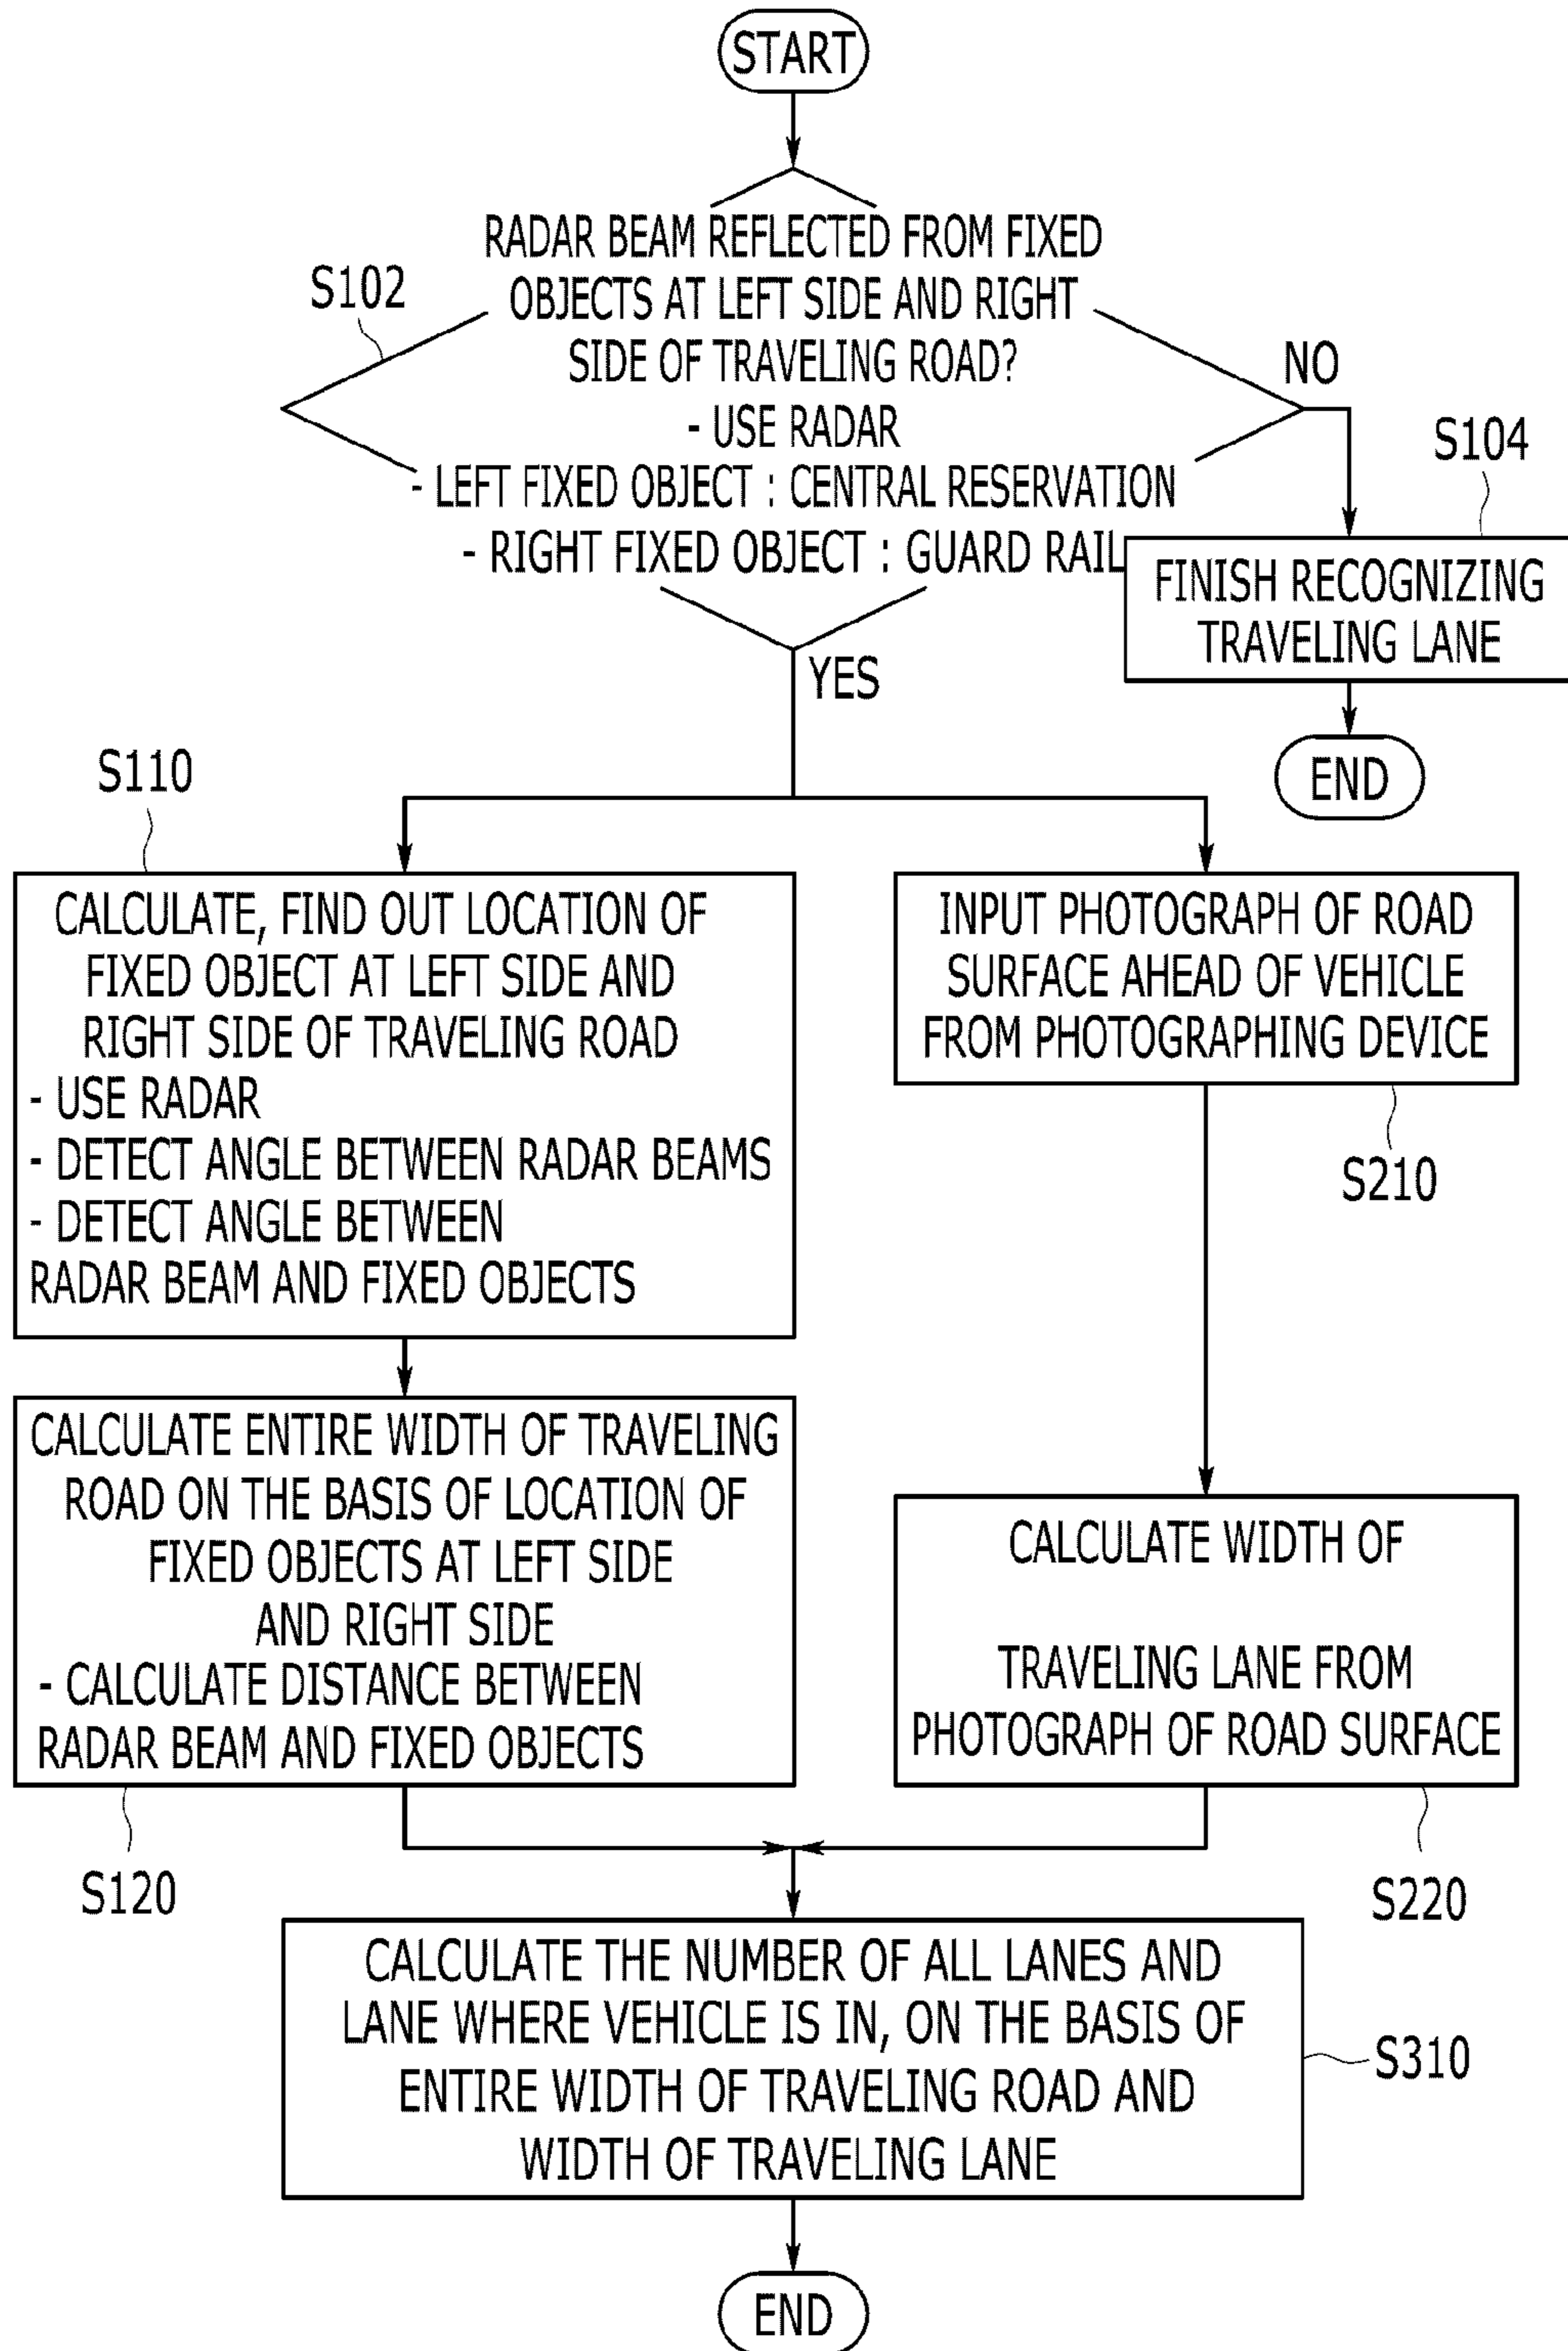 START
RADAR BEAM REFLECTED FROM FIXED
OBJECTS AT LEFT SIDE AND RIGHT
SIDE OF TRAVELING ROAD?
- USE RADAR
- LEFT FIXED OBJECT : CENTRAL RESERVATION
- RIGHT FIXED OBJECT : GUARD RAIL
S102
NO
S104
FINISH RECOGNIZING
TRAVELING LANE
END
YES
S110
CALCULATE, FIND OUT LOCATION OF
FIXED OBJECT AT LEFT SIDE AND
RIGHT SIDE OF TRAVELING ROAD
- USE RADAR
- DETECT ANGLE BETWEEN RADAR BEAMS
- DETECT ANGLE BETWEEN
RADAR BEAM AND FIXED OBJECTS
INPUT PHOTOGRAPH OF ROAD
SURFACE AHEAD OF VEHICLE
FROM PHOTOGRAPHING DEVICE
S210
CALCULATE ENTIRE WIDTH OF TRAVELING
ROAD ON THE BASIS OF LOCATION OF
FIXED OBJECTS AT LEFT SIDE
AND RIGHT SIDE
- CALCULATE DISTANCE BETWEEN
RADAR BEAM AND FIXED OBJECTS
S120
CALCULATE WIDTH OF
TRAVELING LANE FROM
PHOTOGRAPH OF ROAD SURFACE
S220
CALCULATE THE NUMBER OF ALL LANES AND
LANE WHERE VEHICLE IS IN, ON THE BASIS OF
ENTIRE WIDTH OF TRAVELING ROAD AND
WIDTH OF TRAVELING LANE
S310
END